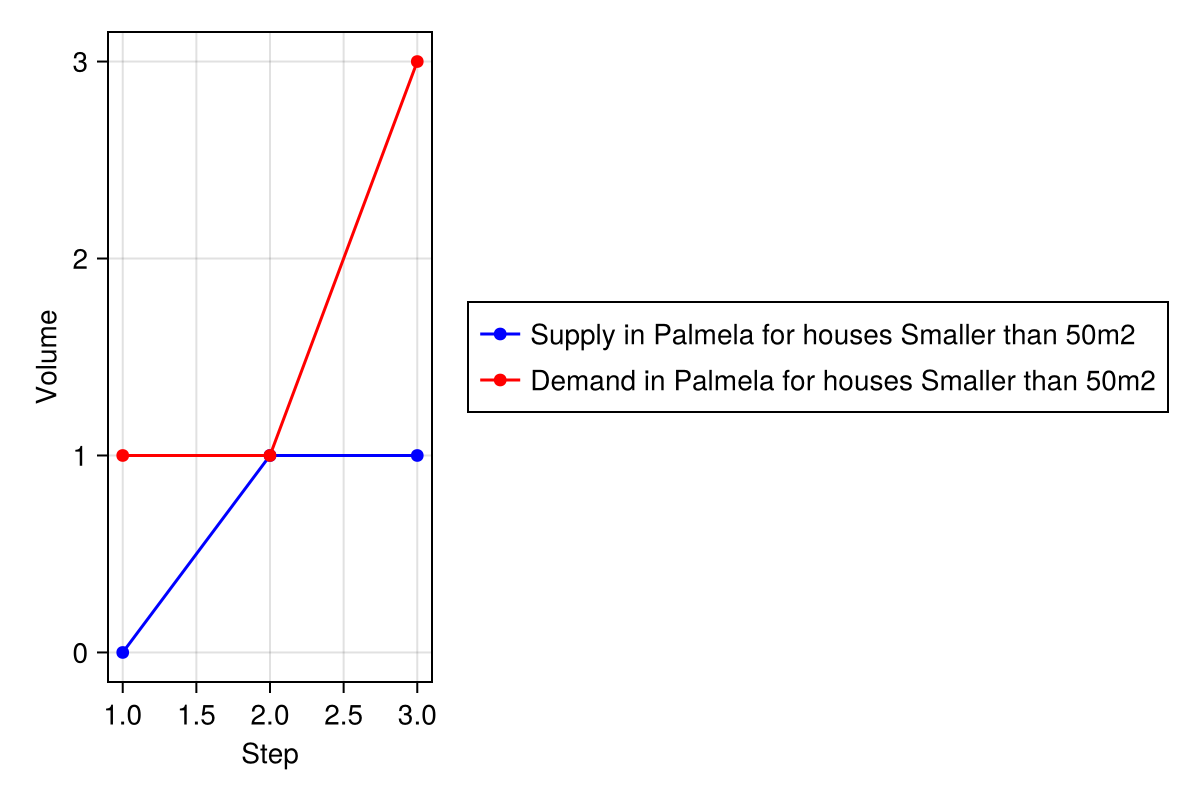 3
2
1
0
Volume
1.0 1.5 2.0 2.5 3.0
Step
Supply in Palmela for houses Smaller than 50m2
Demand in Palmela for houses Smaller than 50m2